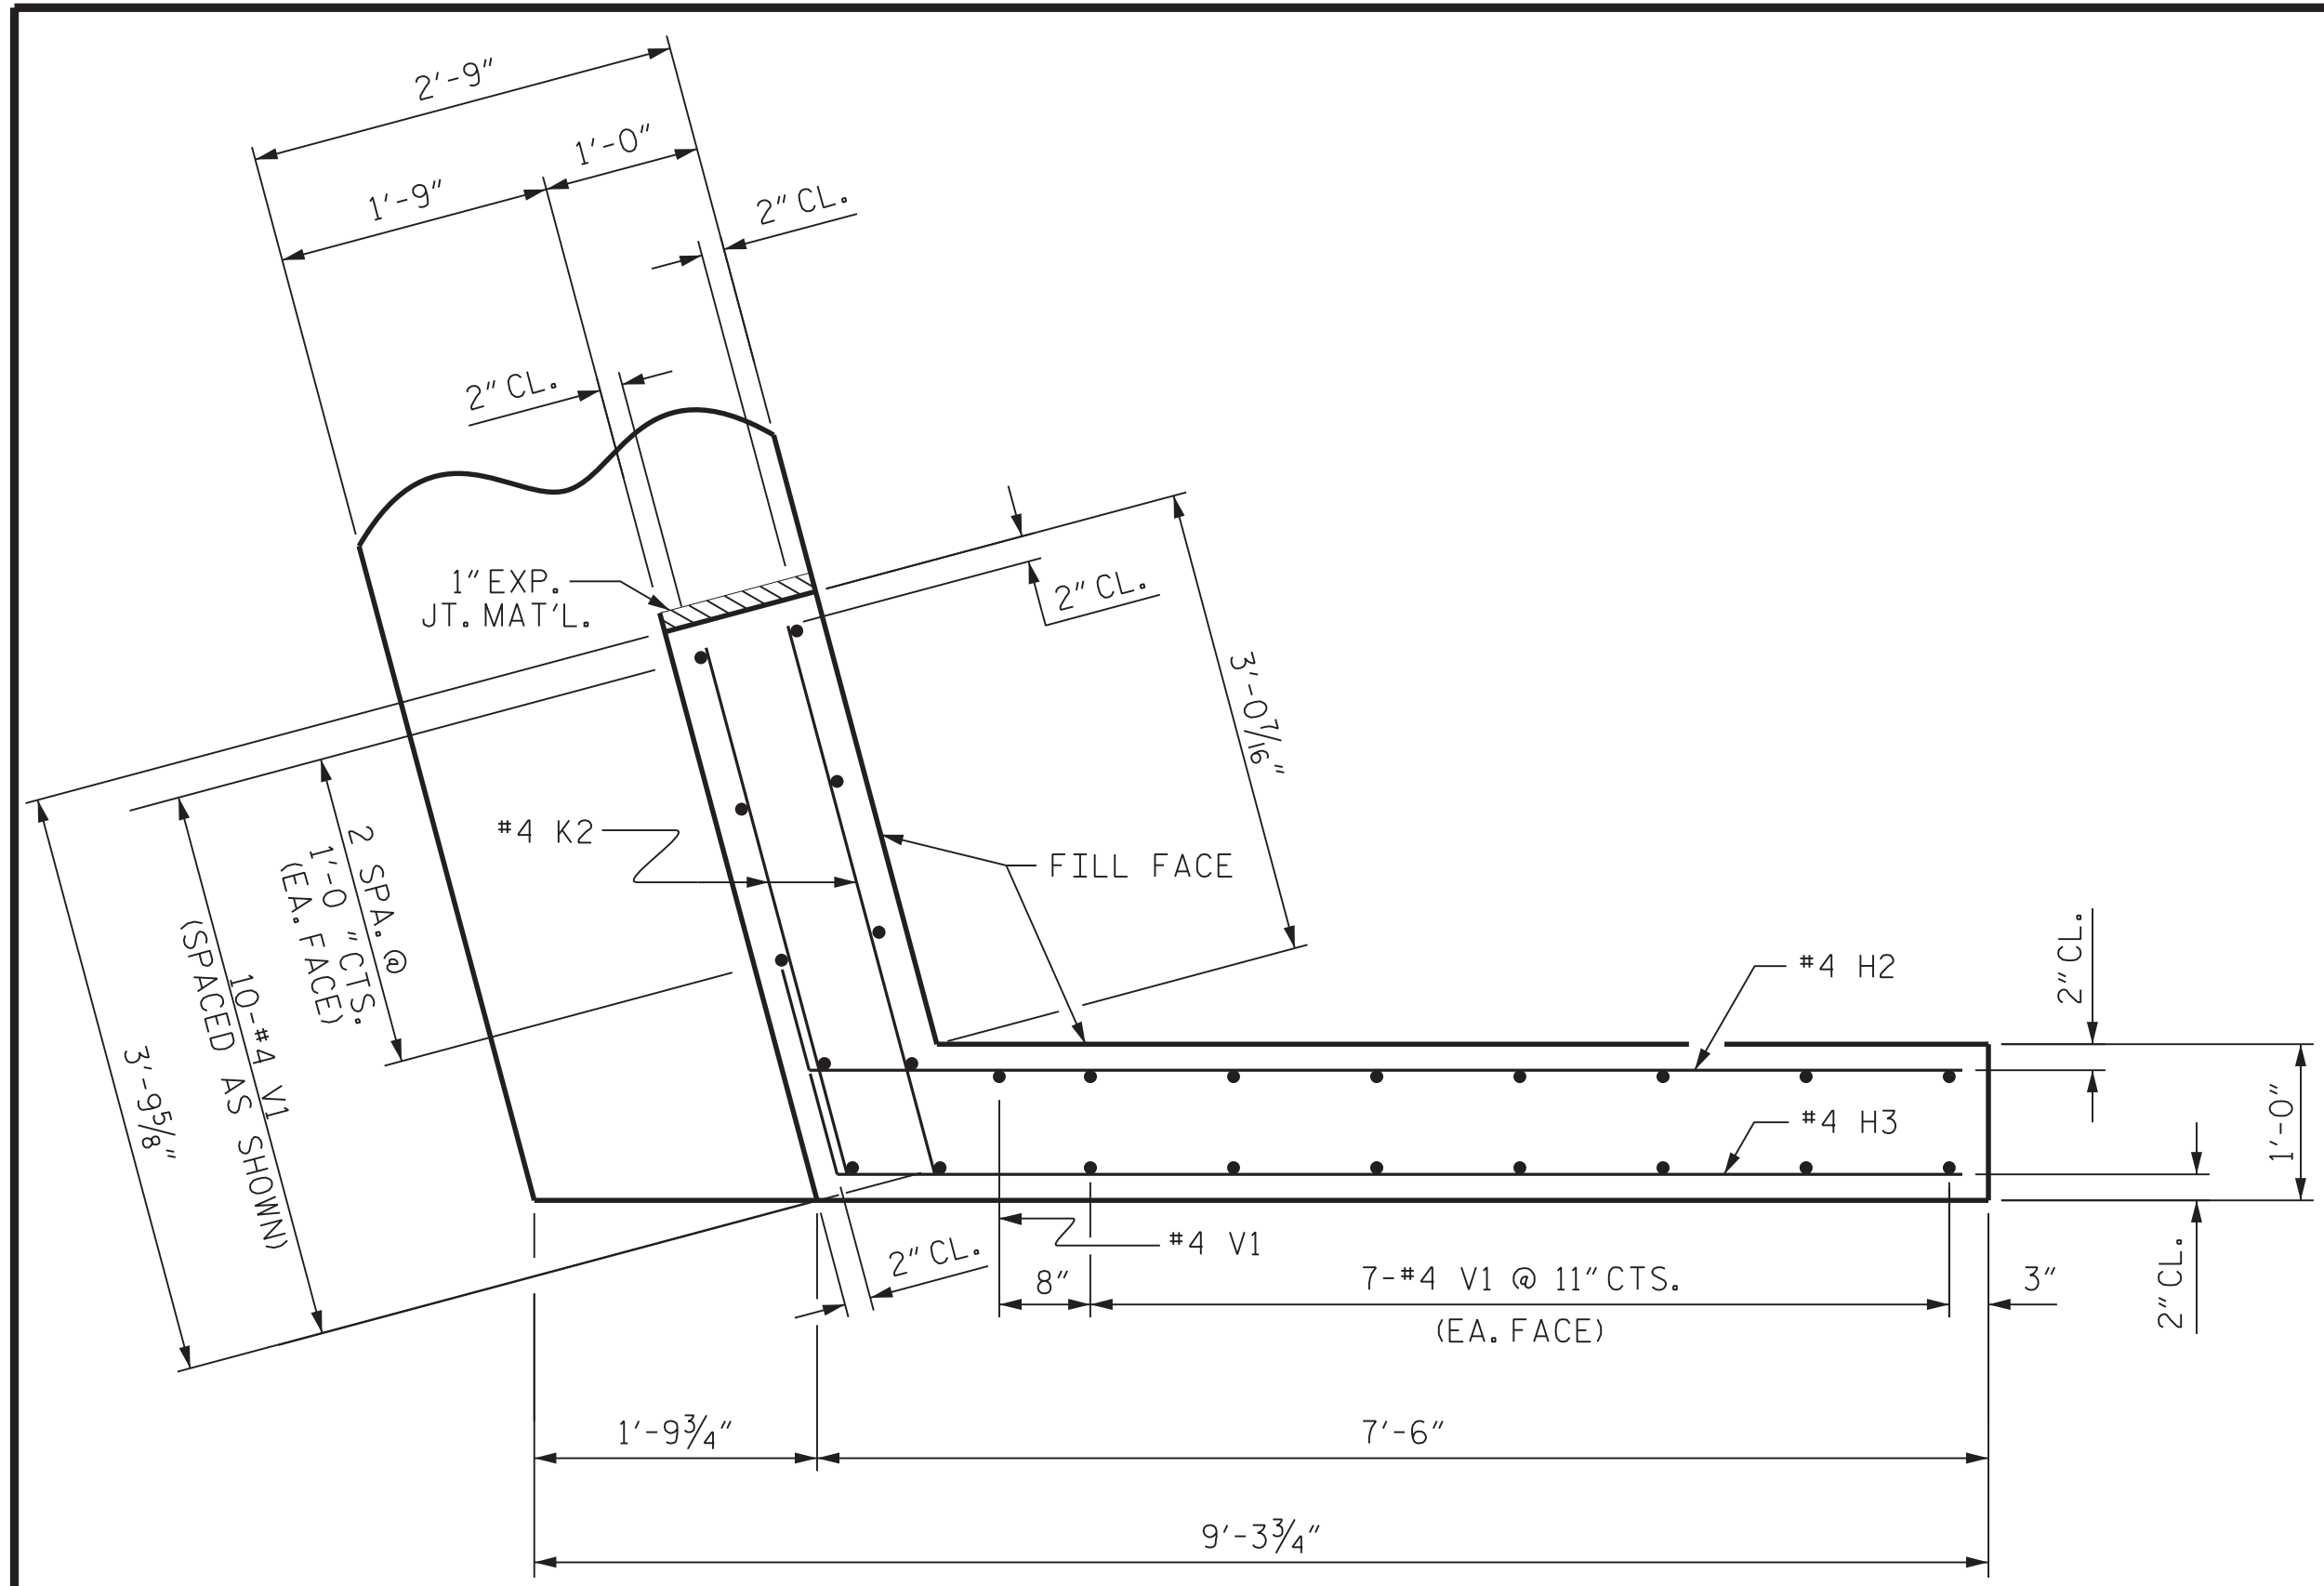 2'-9"
1'-0"
1'-9"
2" CL.
2" CL.
1" EXP.
JT. MAT'L.
2" CL.
3'-0 7/16"
#4 K2
FILL FACE
2 SPA. @
1'-0 "CTS.
(EA. FACE)
10-#4 V1
(SPACED AS SHOWN)
3'-9 5/8"
#4 H2
2" CL.
#4 H3
1'-0"
2" CL.
#4 V1
2" CL.
8"
7-#4 V1 @ 11" CTS.
(EA. FACE)
3"
1'-9 3/4"
7'-6"
9'-3 3/4"